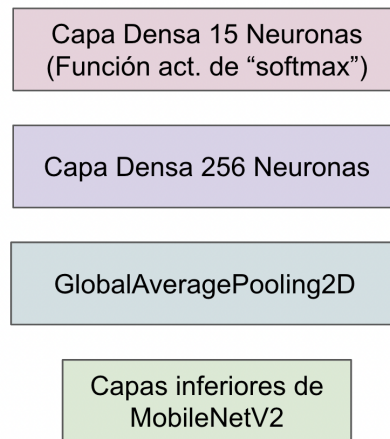 Capa Densa 15 Neuronas
(Función act. de “softmax”)
Capa Densa 256 Neuronas
GlobalAveragePooling2D
Capas inferiores de
MobileNetV2